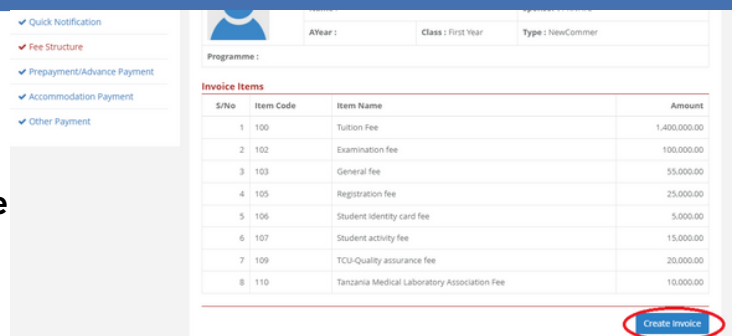 Quick Notification
Fee Structure
Prepayment/Advance Payment
Accommodation Payment
Other Payment
e
AYear :
Class : First Year
Type : NewCommer
Programme :
Invoice Items
S/No Item Code Item Name Amount
1 100 Tuition Fee 1,400,000.00
2 102 Examination fee 100,000.00
3 103 General fee 55,000.00
4 105 Registration fee 25,000.00
5 106 Student identity card fee 5,000.00
6 107 Student activity fee 15,000.00
7 109 TCU-Quality assurance fee 20,000.00
8 110 Tanzania Medical Laboratory Association Fee 10,000.00
Create Invoice